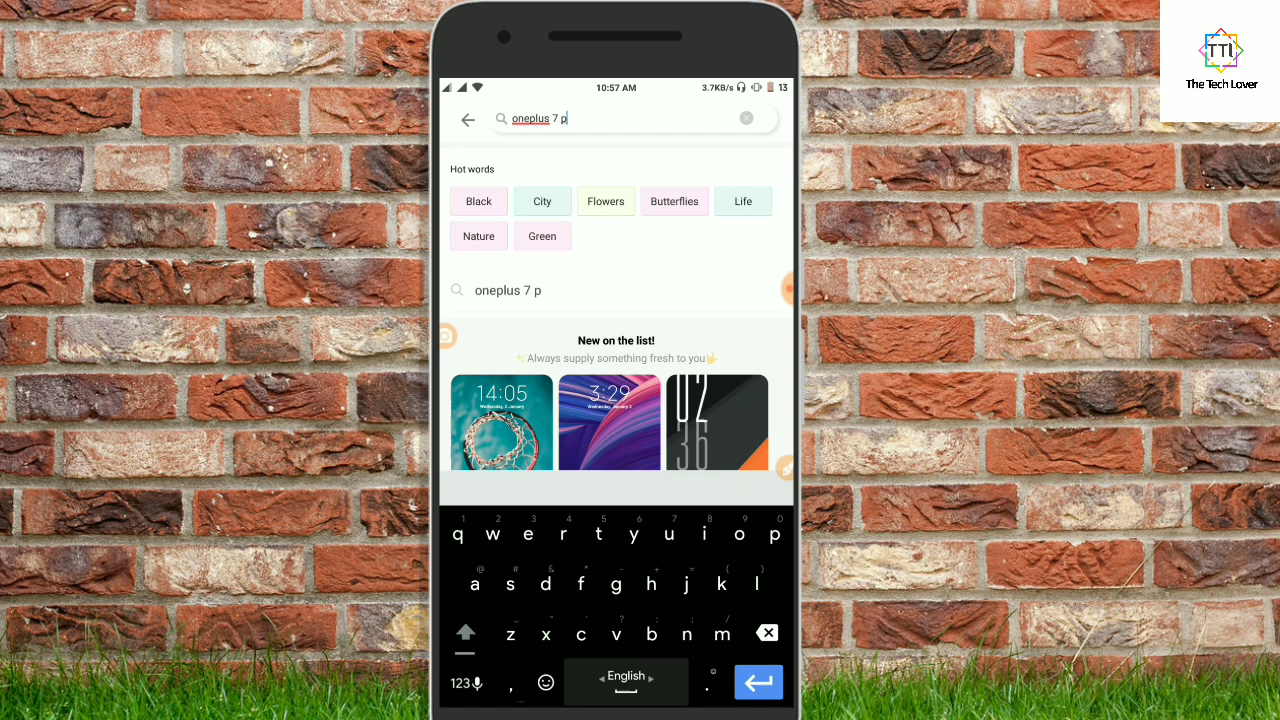 TTL
The Tech Lover
10:57 AM 3.7KB/s 13
oneplus 7 p
Hot words
Black City Flowers Butterflies Life
Nature Green
oneplus 7 p
New on the list!
Always supply something fresh to you
14:05 3:29 02
Wednesday, 2 January Wednesday, January 2
36
1 2 3 4 5 6 7 8 9 0
q w e r t y u i o p
@ # & * - + = ( )
a s d f g h j k l
_ " ' ? : ; /
z x c v b n m
123 , English .